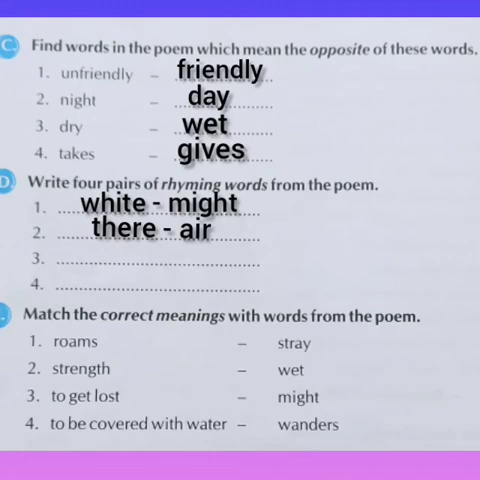 C. Find words in the poem which mean the opposite of these words.
1. unfriendly – friendly
2. night – day
3. dry – wet
4. takes – gives
D. Write four pairs of rhyming words from the poem.
1. white - might
2. there - air
3.
4.
Match the correct meanings with words from the poem.
1. roams – stray
2. strength – wet
3. to get lost – might
4. to be covered with water – wanders